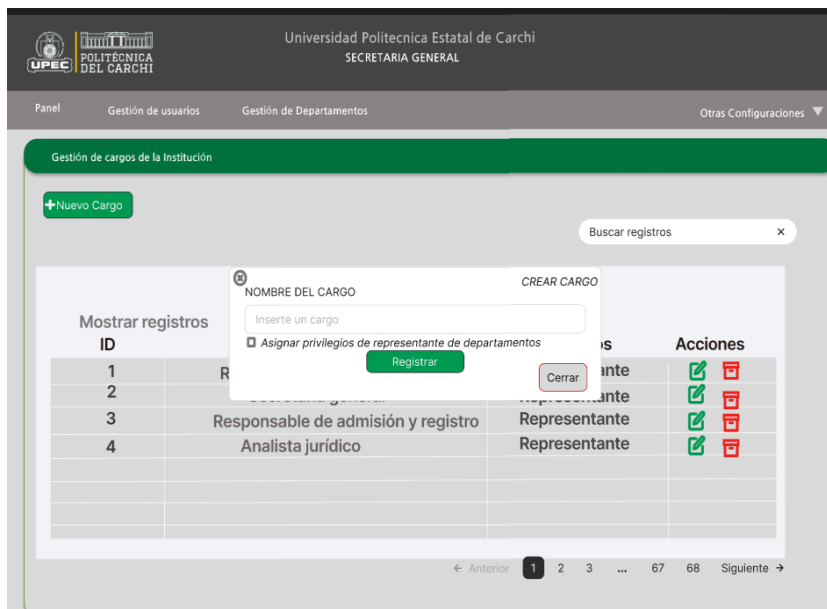 Universidad Politecnica Estatal de Carchi
SECRETARIA GENERAL
UPEC
POLITÉCNICA
DEL CARCHI
Panel
Gestión de usuarios
Gestión de Departamentos
Otras Configuraciones
Gestión de cargos de la Institución
+Nuevo Cargo
Buscar registros ×
CREAR CARGO
NOMBRE DEL CARGO
Inserte un cargo
Asignar privilegios de representante de departamentos
Registrar
Cerrar
Mostrar registros
ID
Acciones
1
2
3 Responsable de admisión y registro Representante
4 Analista jurídico Representante
← Anterior 1 2 3 ... 67 68 Siguiente →